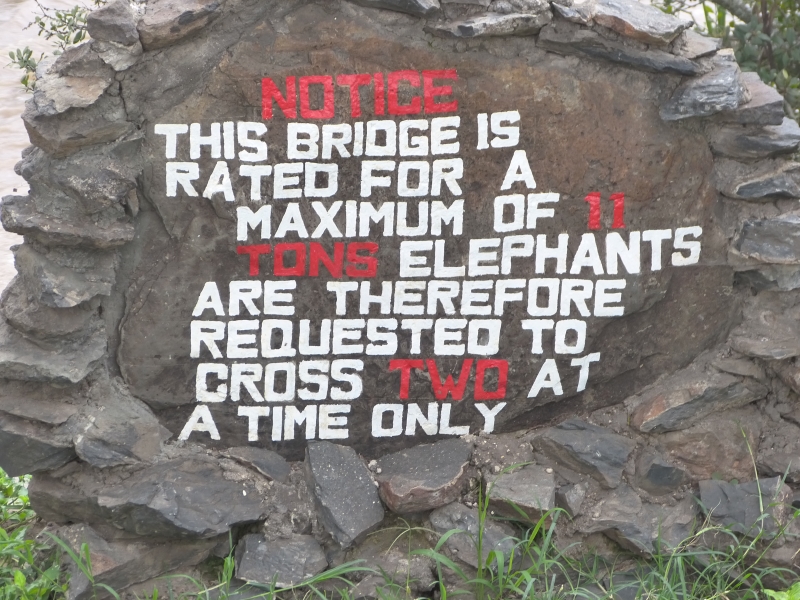 NOTICE
THIS BRIDGE IS
RATED FOR A
MAXIMUM OF 11
TONS ELEPHANTS
ARE THEREFORE
REQUESTED TO
CROSS TWO AT
A TIME ONLY